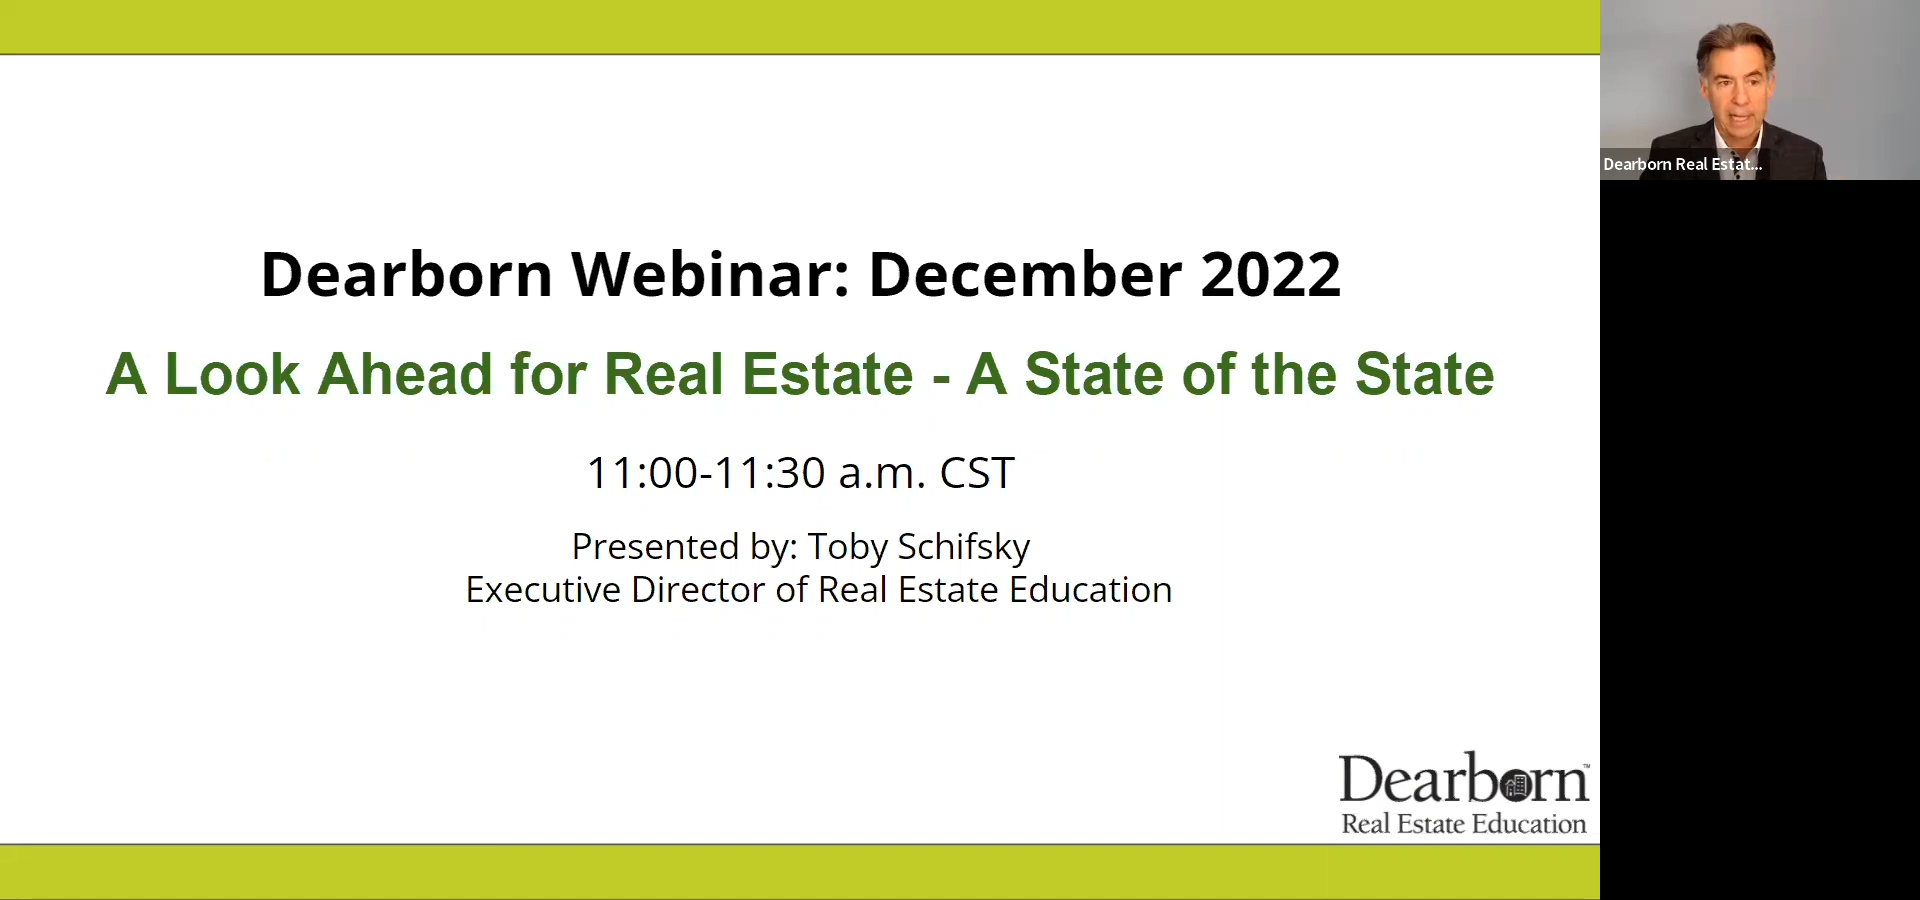 Dearborn Webinar: December 2022
A Look Ahead for Real Estate - A State of the State
11:00-11:30 a.m. CST
Presented by: Toby Schifsky
Executive Director of Real Estate Education
Dearborn™
Real Estate Education
Dearborn Real Estat...